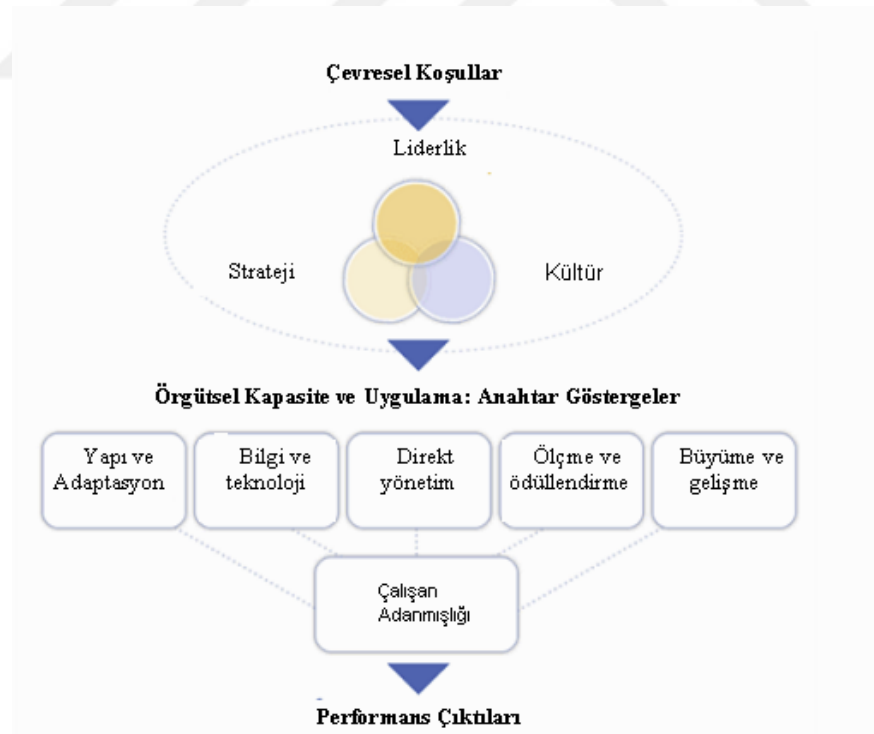 Çevresel Koşullar
Liderlik
Strateji
Kültür
Örgütsel Kapasite ve Uygulama: Anahtar Göstergeler
Yapı ve
Adaptasyon
Bilgi ve
teknoloji
Direkt
yönetim
Ölçme ve
ödüllendirme
Büyüme ve
gelişme
Çalışan
Adanmışlığı
Performans Çıktıları